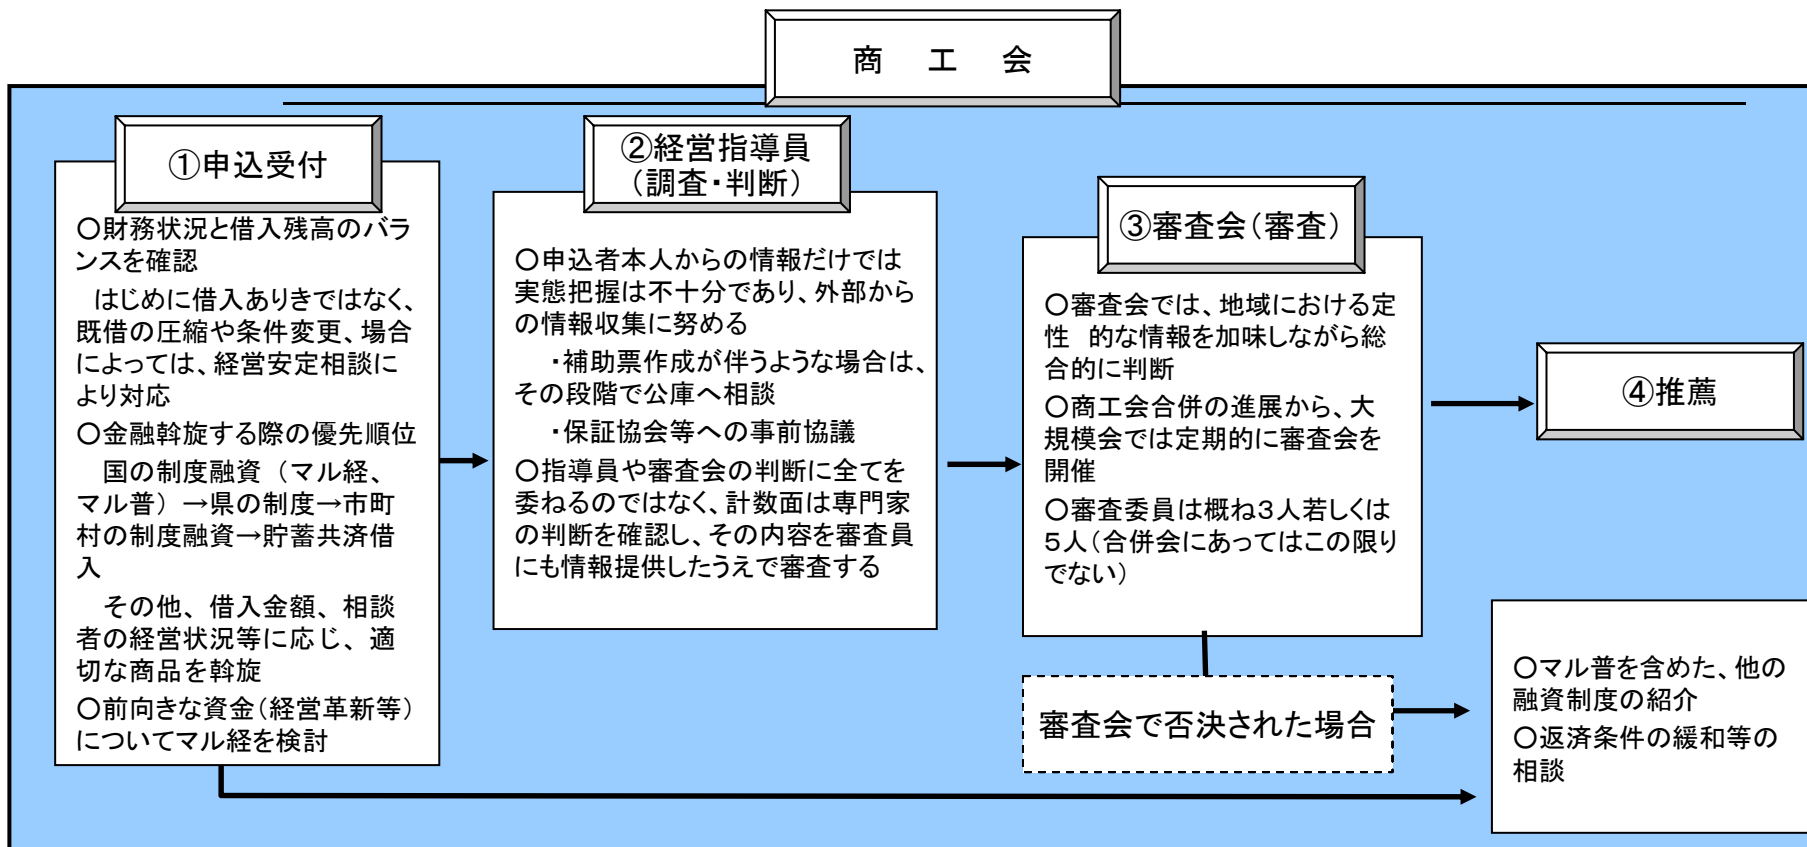 商 工 会
①申込受付
○財務状況と借入残高のバラ
ンスを確認
はじめに借入ありきではなく、
既借の圧縮や条件変更、場合
によっては、経営安定相談に
より対応
○金融斡旋する際の優先順位
国の制度融資（マル経、
マル普）→県の制度→市町
村の制度融資→貯蓄共済借
入
その他、借入金額、相談
者の経営状況等に応じ、適
切な商品を斡旋
○前向きな資金（経営革新等）
についてマル経を検討
②経営指導員
（調査・判断）
○申込者本人からの情報だけでは
実態把握は不十分であり、外部から
の情報収集に努める
・補助票作成が伴うような場合は、
その段階で公庫へ相談
・保証協会等への事前協議
○指導員や審査会の判断に全てを
委ねるのではなく、計数面は専門家
の判断を確認し、その内容を審査員
にも情報提供したうえで審査する
③審査会（審査）
○審査会では、地域における定
性 的な情報を加味しながら総
合的に判断
○商工会合併の進展から、大
規模会では定期的に審査会を
開催
○審査委員は概ね３人若しくは
５人（合併会にあってはこの限り
でない）
④推薦
審査会で否決された場合
○マル普を含めた、他の
融資制度の紹介
○返済条件の緩和等の
相談